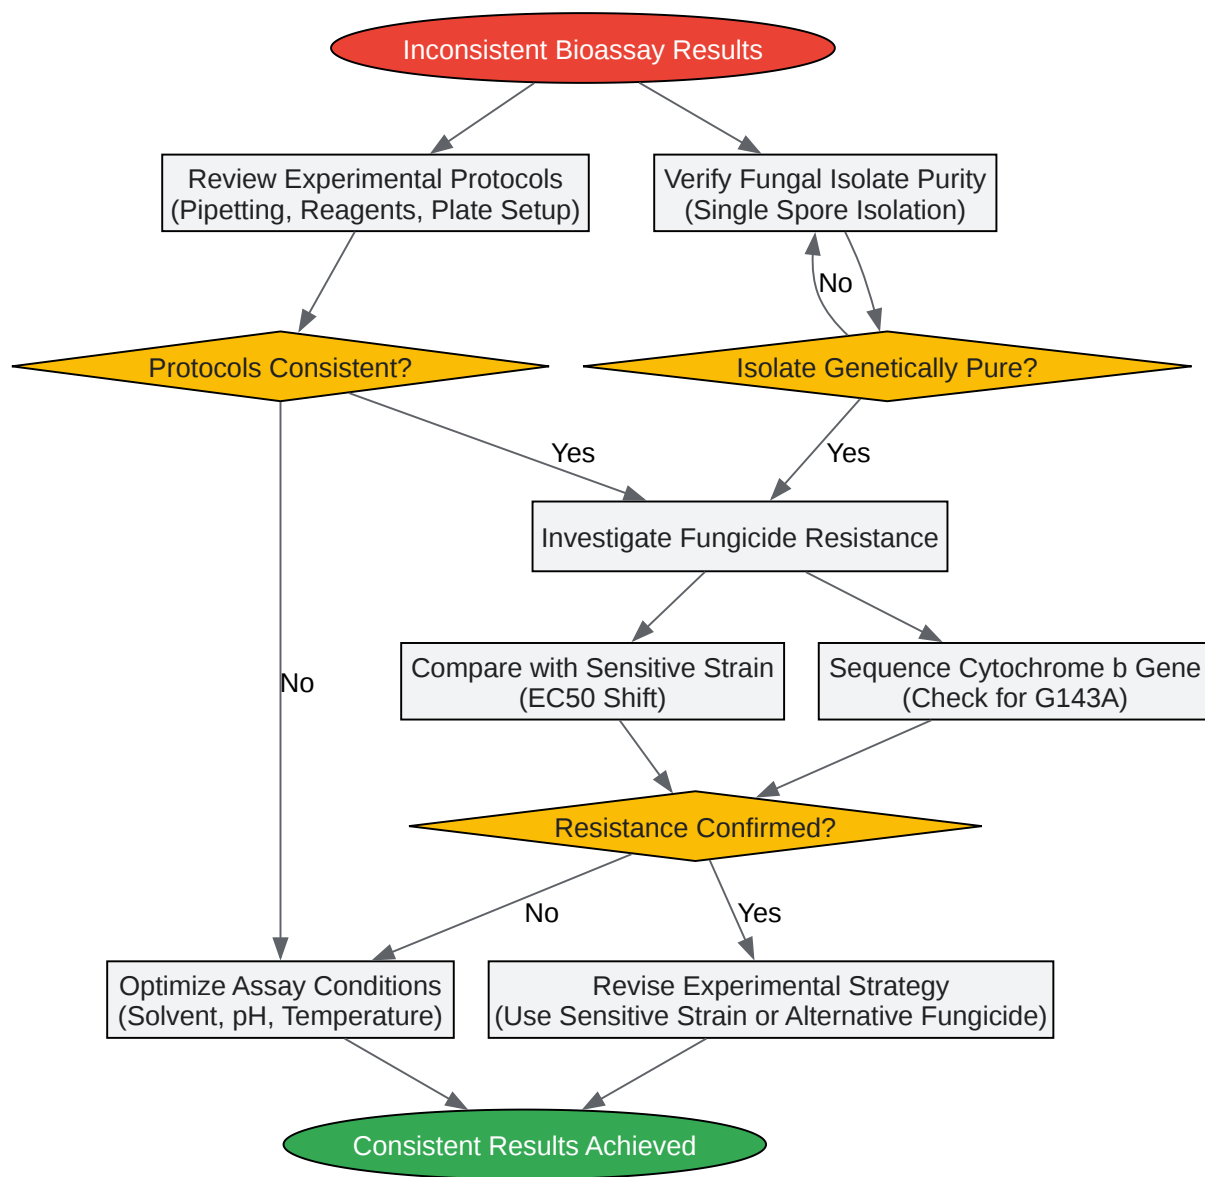 Inconsistent Bioassay Results
Review Experimental Protocols
(Pipetting, Reagents, Plate Setup)
Verify Fungal Isolate Purity
(Single Spore Isolation)
No
Protocols Consistent?
Isolate Genetically Pure?
Yes
Yes
Investigate Fungicide Resistance
Compare with Sensitive Strain
(EC50 Shift)
Sequence Cytochrome b Gene
(Check for G143A)
No
Resistance Confirmed?
No
Yes
Optimize Assay Conditions
(Solvent, pH, Temperature)
Revise Experimental Strategy
(Use Sensitive Strain or Alternative Fungicide)
Consistent Results Achieved